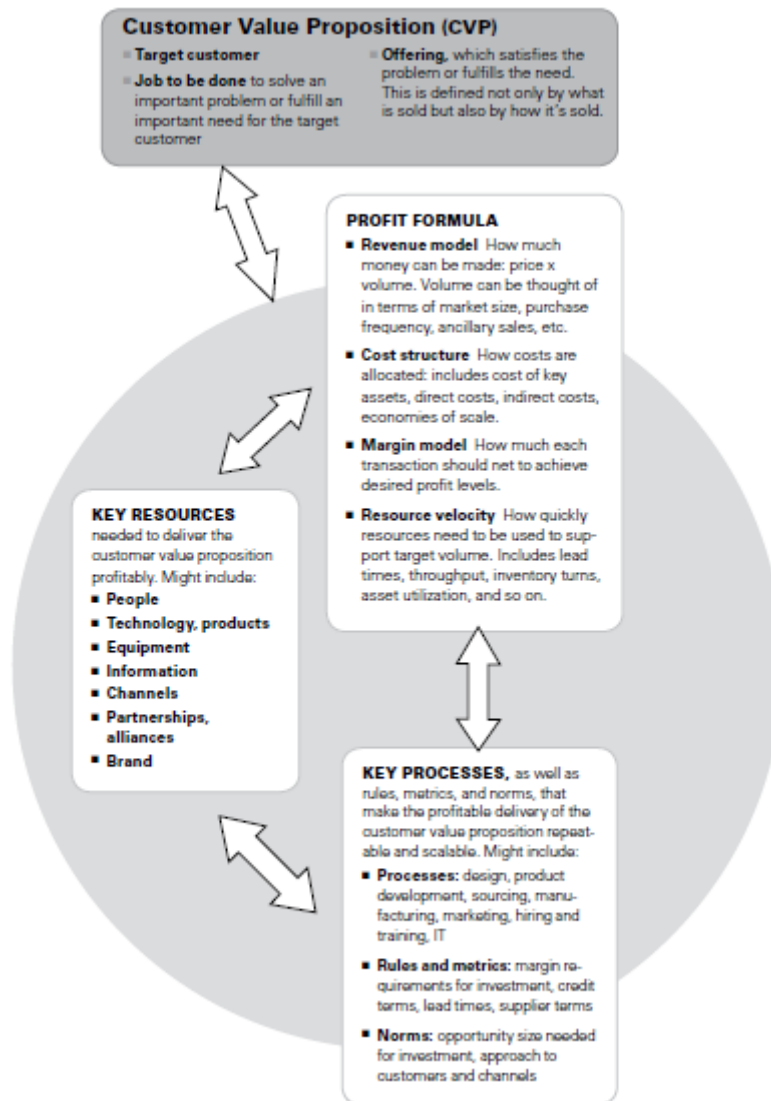 Customer Value Proposition (CVP)
■ Target customer
■ Job to be done to solve an
important problem or fulfill an
important need for the target
customer
■ Offering, which satisfies the
problem or fulfills the need.
This is defined not only by what
is sold but also by how it's sold.
PROFIT FORMULA
■ Revenue model How much
money can be made: price x
volume. Volume can be thought of
in terms of market size, purchase
frequency, ancillary sales, etc.
■ Cost structure How costs are
allocated: includes cost of key
assets, direct costs, indirect costs,
economies of scale.
■ Margin model How much each
transaction should net to achieve
desired profit levels.
■ Resource velocity How quickly
resources need to be used to sup-
port target volume. Includes lead
times, throughput, inventory turns,
asset utilization, and so on.
KEY RESOURCES
needed to deliver the
customer value proposition
profitably. Might include:
■ People
■ Technology, products
■ Equipment
■ Information
■ Channels
■ Partnerships,
alliances
■ Brand
KEY PROCESSES, as well as
rules, metrics, and norms, that
make the profitable delivery of the
customer value proposition repeat-
able and scalable. Might include:
■ Processes: design, product
development, sourcing, manu-
facturing, marketing, hiring and
training, IT
■ Rules and metrics: margin re-
quirements for investment, credit
terms, lead times, supplier terms
■ Norms: opportunity size needed
for investment, approach to
customers and channels